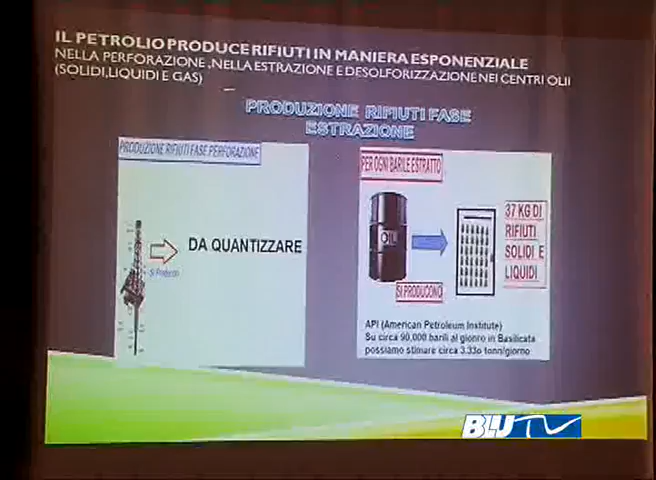 IL PETROLIO PRODUCE RIFIUTI IN MANIERA ESPONENZIALE
NELLA PERFORAZIONE, NELLA ESTRAZIONE E DESOLFORIZZAZIONE NEI CENTRI OLII
(SOLIDI, LIQUIDI E GAS)
PRODUZIONE RIFIUTI FASE
ESTRAZIONE
PRODUZIONE RIFIUTI FASE PERFORAZIONE
Si Producono
DA QUANTIZZARE
PER OGNI BARILE ESTRATTO
OIL
SI PRODUCONO
37 KG DI
RIFIUTI
SOLIDI E
LIQUIDI
API (American Petroleum Institute)
Su circa 90,000 barili al giorno in Basilicata
possiamo stimare circa 3.33o tonn/giorno
BLU TV